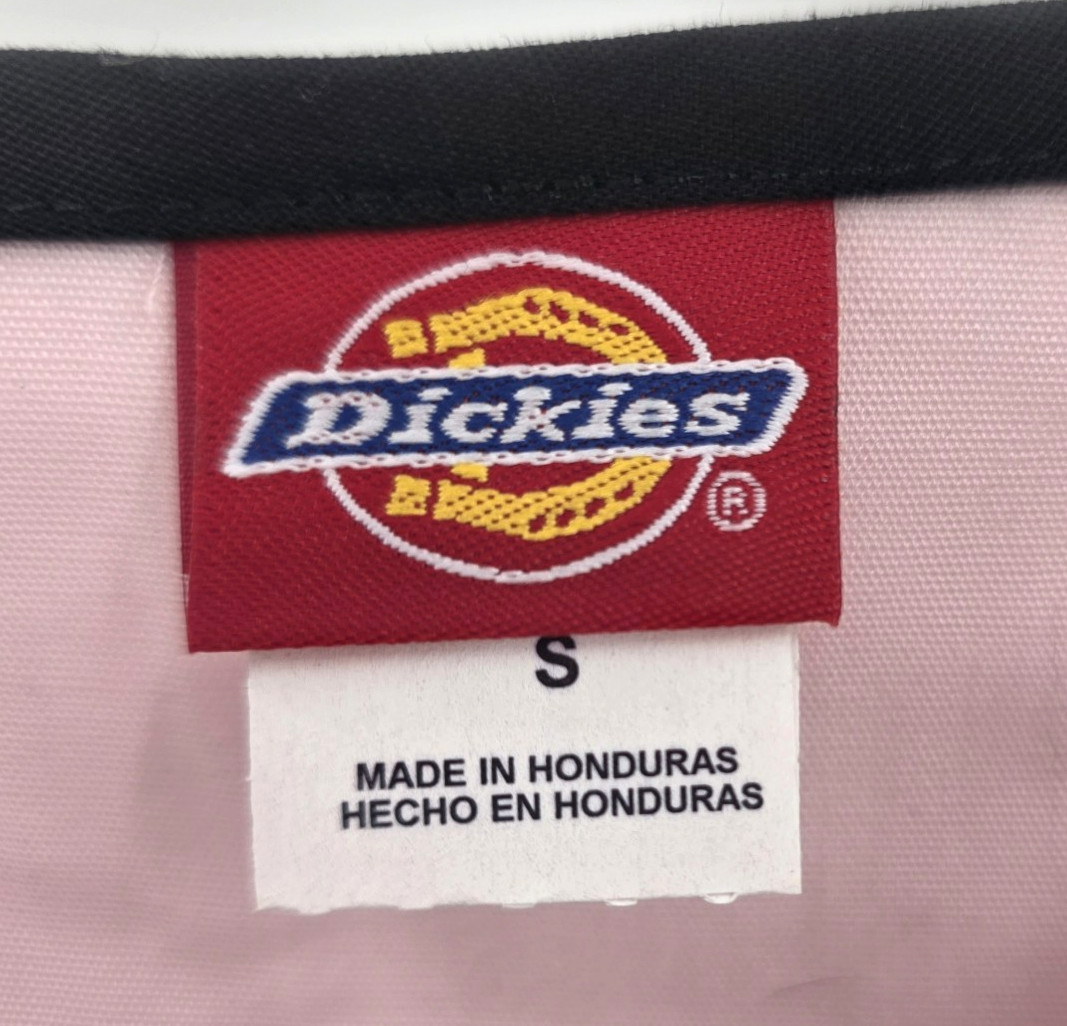 Dickies
®
S
MADE IN HONDURAS
HECHO EN HONDURAS